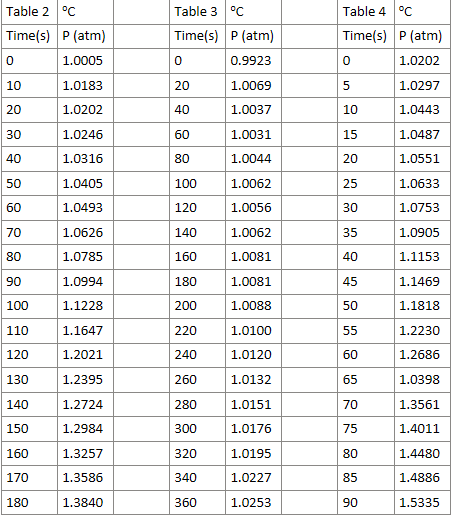 Table 2 °C Table 3 °C Table 4 °C
Time(s) P (atm) Time(s) P (atm) Time(s) P (atm)
0 1.0005 0 0.9923 0 1.0202
10 1.0183 20 1.0069 5 1.0297
20 1.0202 40 1.0037 10 1.0443
30 1.0246 60 1.0031 15 1.0487
40 1.0316 80 1.0044 20 1.0551
50 1.0405 100 1.0062 25 1.0633
60 1.0493 120 1.0056 30 1.0753
70 1.0626 140 1.0062 35 1.0905
80 1.0785 160 1.0081 40 1.1153
90 1.0994 180 1.0081 45 1.1469
100 1.1228 200 1.0088 50 1.1818
110 1.1647 220 1.0100 55 1.2230
120 1.2021 240 1.0120 60 1.2686
130 1.2395 260 1.0132 65 1.0398
140 1.2724 280 1.0151 70 1.3561
150 1.2984 300 1.0176 75 1.4011
160 1.3257 320 1.0195 80 1.4480
170 1.3586 340 1.0227 85 1.4886
180 1.3840 360 1.0253 90 1.5335